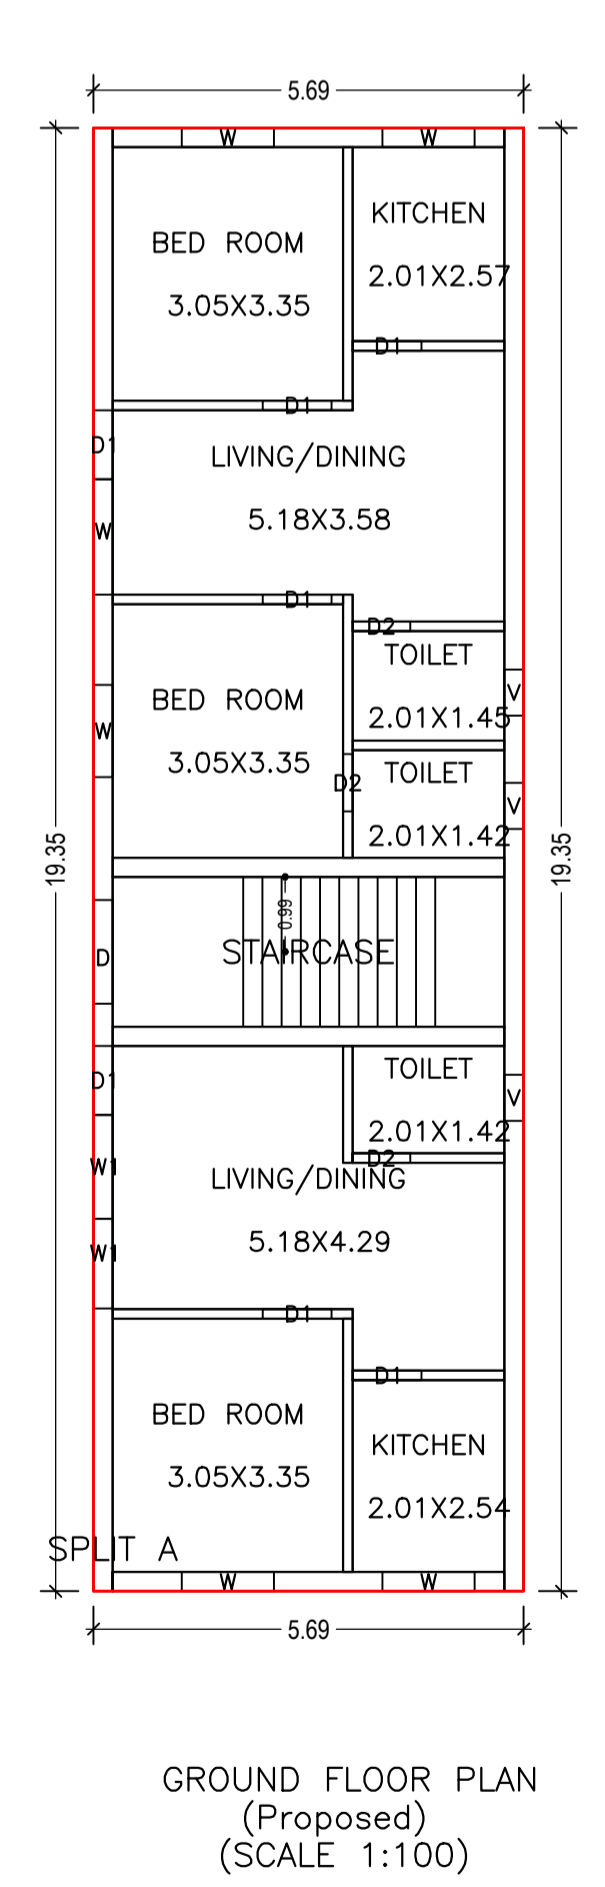 5.69
W
W
KITCHEN
BED ROOM
2.01X2.57
3.05X3.35
D1
D1
D1
LIVING/DINING
5.18X3.58
W
D1
D2
TOILET
V
BED ROOM
2.01X1.45
W
3.05X3.35
TOILET
D2
V
2.01X1.42
19.35
19.35
0.99
STAIRCASE
D
TOILET
D1
V
2.01X1.42
D2
W1
LIVING/DINING
5.18X4.29
W1
D1
D1
BED ROOM
KITCHEN
3.05X3.35
2.01X2.54
SPLIT A
W
W
5.69
GROUND FLOOR PLAN
(Proposed)
(SCALE 1:100)